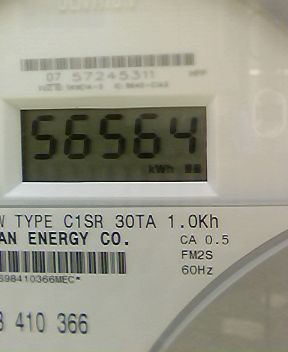 07 57245311
56564
kWh
TYPE C1SR 30TA 1.0Kh
AN ENERGY CO.
CA 0.5
FM2S
60Hz
698410366MEC*
3 410 366